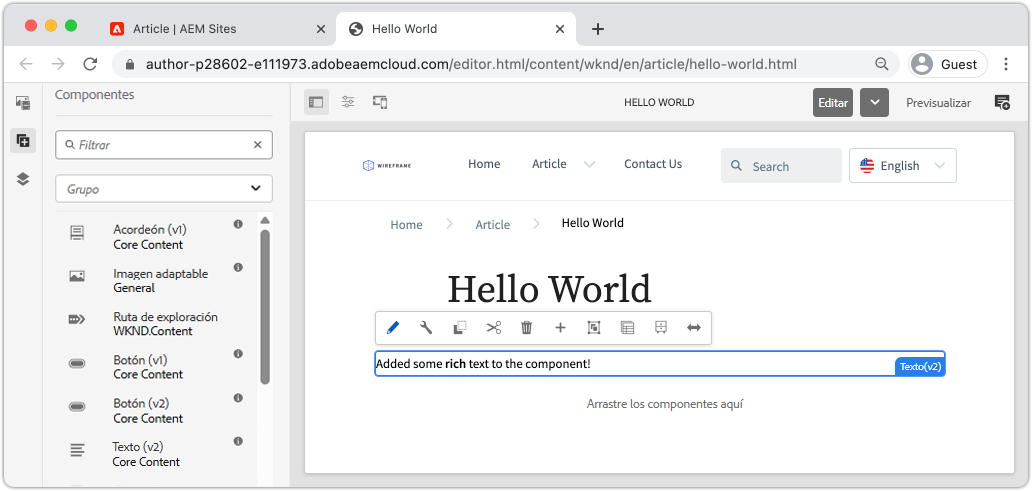 Article | AEM Sites
Hello World
author-p28602-e111973.adobeaemcloud.com/editor.html/content/wknd/en/article/hello-world.html
Guest
Componentes
HELLO WORLD
Editar
Previsualizar
Filtrar
Grupo
Acordeón (v1)
Core Content
Imagen adaptable
General
Ruta de exploración
WKND.Content
Botón (v1)
Core Content
Botón (v2)
Core Content
Texto (v2)
Core Content
WIREFRAME
Home
Article
Contact Us
Search
English
Home
Article
Hello World
Hello World
Added some rich text to the component!
Texto(v2)
Arrastre los componentes aquí